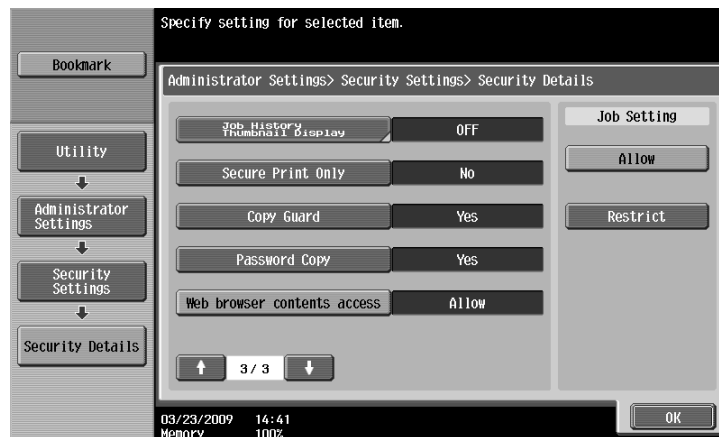 Specify setting for selected item.
Bookmark
Administrator Settings> Security Settings> Security Details
Utility
Administrator
Settings
Security
Settings
Security Details
Job History
Thumbnail Display
OFF
Secure Print Only
No
Copy Guard
Yes
Password Copy
Yes
Web browser contents access
Allow
3/3
Job Setting
Allow
Restrict
03/23/2009 14:41
Memory 100%
OK